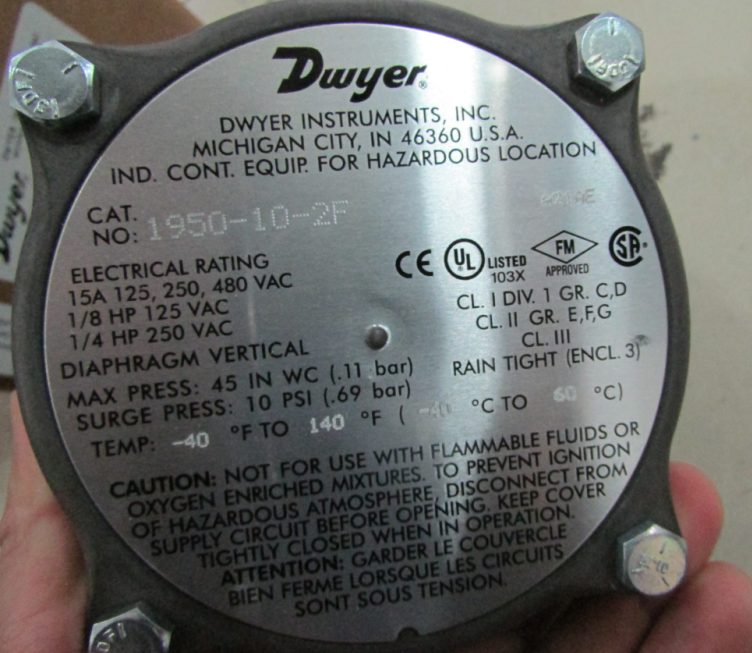 Dwyer®
DWYER INSTRUMENTS, INC.
MICHIGAN CITY, IN 46360 U.S.A.
IND. CONT. EQUIP. FOR HAZARDOUS LOCATION
CAT.
NO: 1950-10-2F
ELECTRICAL RATING
15A 125, 250, 480 VAC
1/8 HP 125 VAC
1/4 HP 250 VAC
DIAPHRAGM VERTICAL
MAX PRESS: 45 IN WC (.11 bar)
SURGE PRESS: 10 PSI (.69 bar)
CE UL LISTED
103X
FM
APPROVED
SA®
CL. I DIV. 1 GR. C,D
CL. II GR. E,F,G
CL. III
RAIN TIGHT (ENCL. 3)
TEMP: -40 °F TO 140 °F ( -40 °C TO 60 °C)
CAUTION: NOT FOR USE WITH FLAMMABLE FLUIDS OR
OXYGEN ENRICHED MIXTURES. TO PREVENT IGNITION
OF HAZARDOUS ATMOSPHERE, DISCONNECT FROM
SUPPLY CIRCUIT BEFORE OPENING. KEEP COVER
TIGHTLY CLOSED WHEN IN OPERATION.
ATTENTION: GARDER LE COUVERCLE
BIEN FERME LORSQUE LES CIRCUITS
SONT SOUS TENSION.
Dwyer